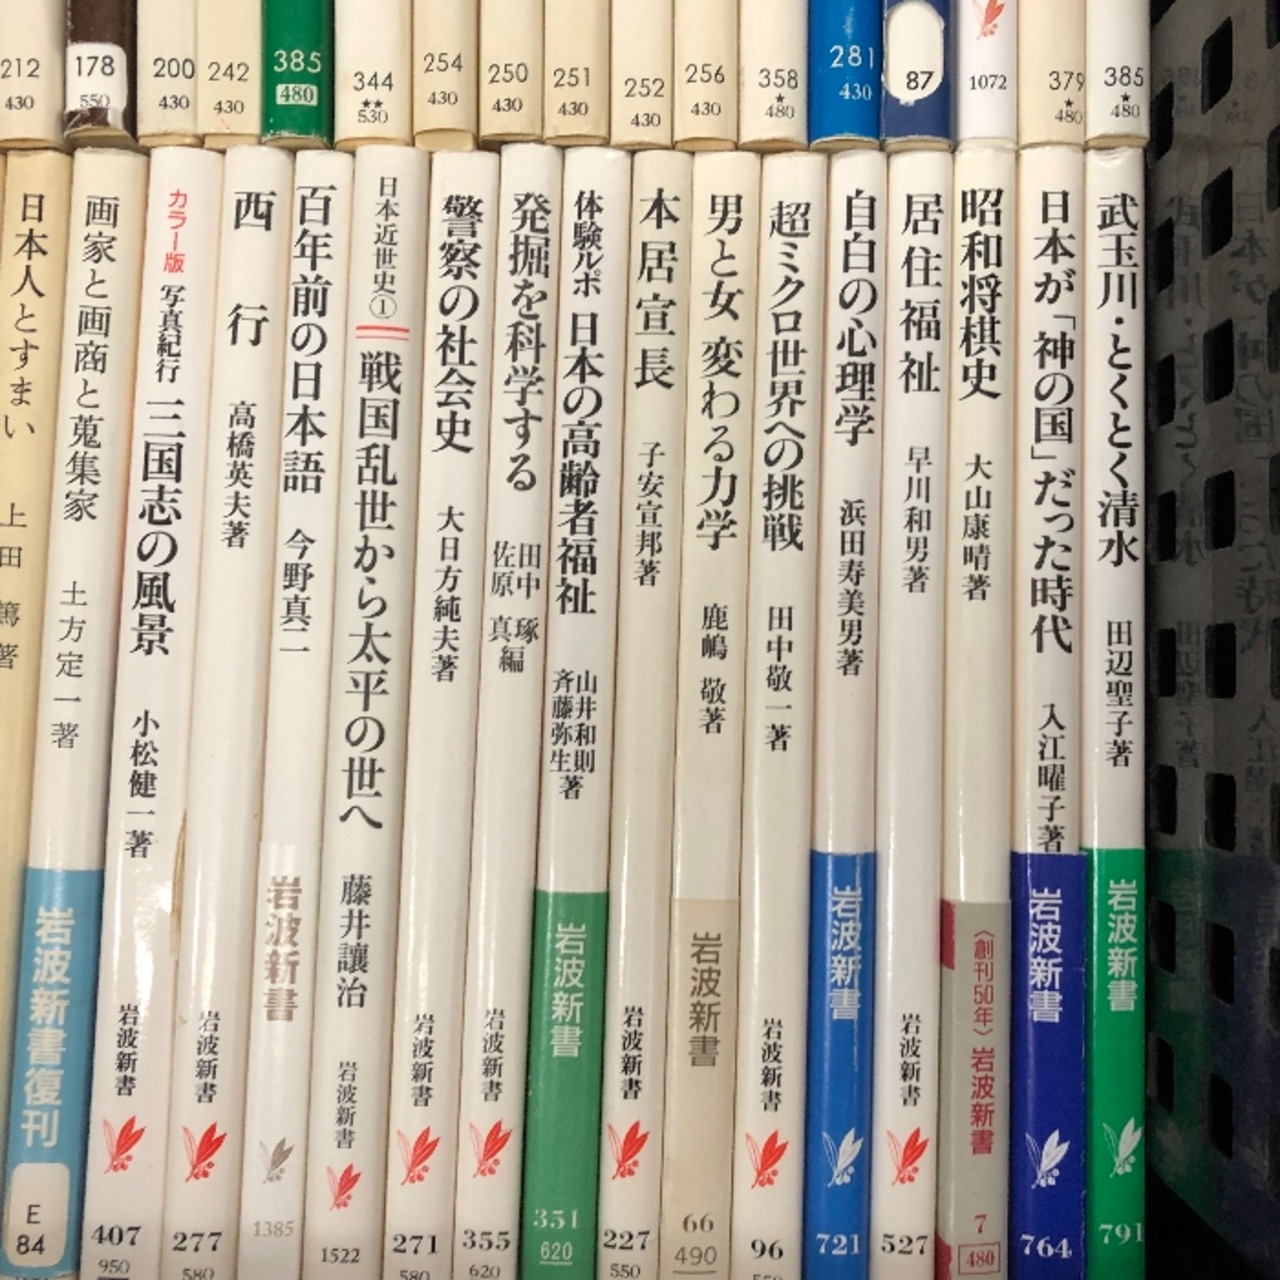 212
430
178
550
200
430
242
430
385
480
344
★★
530
254
430
250
430
251
430
252
430
256
430
358
★
480
281
430
87
1072
379
★
480
385
★
480
日本人とすまい
上田 篤著
画家と画商と蒐集家
土方定一著
岩波新書復刊
E
84
カラー版
写真紀行
三国志の風景
小松健一著
岩波新書
407
950
西行
高橋英夫著
岩波新書
277
580
百年前の日本語
今野真二
岩波新書
1385
日本近世史①
戦国乱世から太平の世へ
藤井讓治
岩波新書
1522
警察の社会史
大日方純夫著
岩波新書
271
580
発掘を科学する
田中 琢
佐原 真編
岩波新書
355
620
体験ルポ 日本の高齢者福祉
山井和則
斉藤弥生著
岩波新書
351
620
本居宣長
子安宣邦著
岩波新書
227
550
男と女 変わる力学
鹿嶋 敬著
岩波新書
66
490
超ミクロ世界への挑戦
田中敬一著
岩波新書
96
自白の心理学
浜田寿美男著
岩波新書
721
居住福祉
早川和男著
岩波新書
527
昭和将棋史
大山康晴著
〈創刊50年〉岩波新書
7
480
日本が「神の国」だった時代
入江曜子著
岩波新書
764
武玉川・とくとく清水
田辺聖子著
岩波新書
791